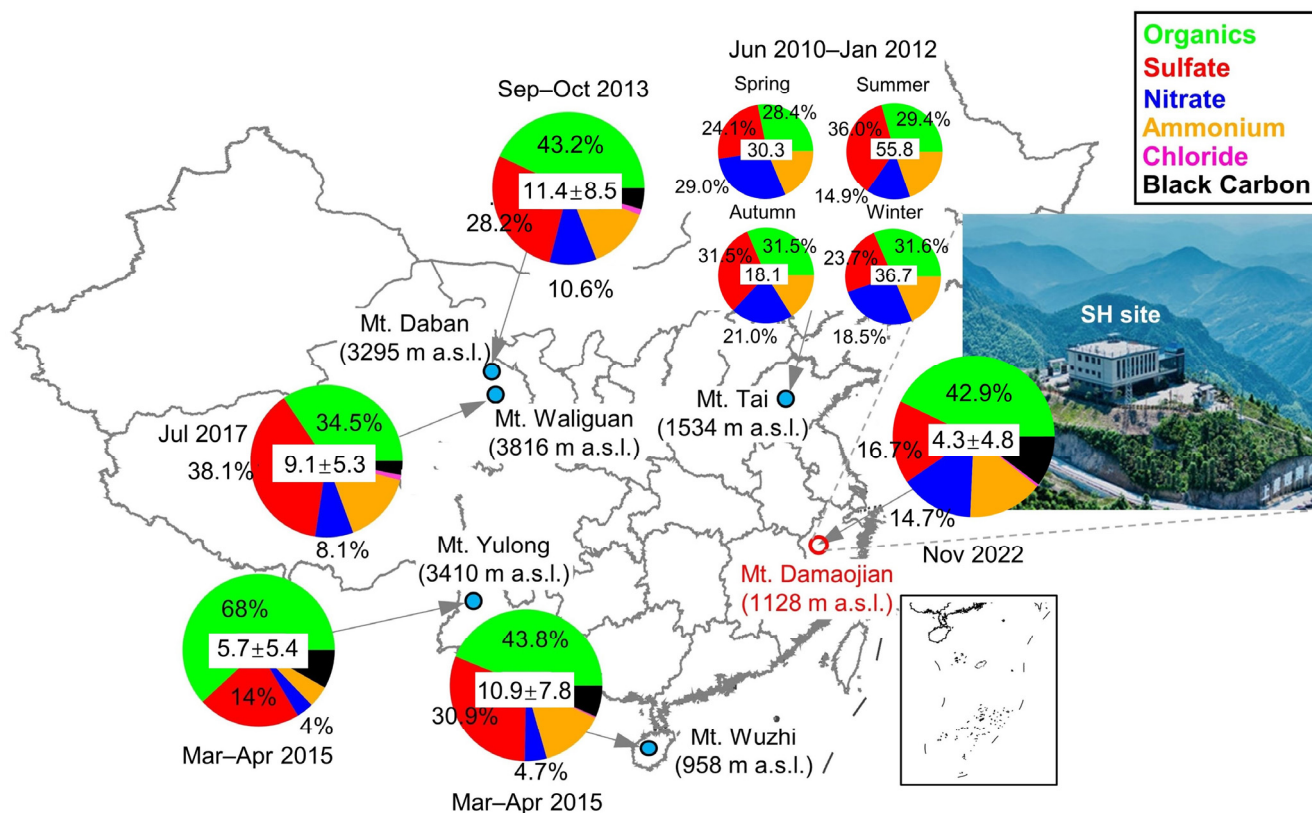 Organics
Sulfate
Nitrate
Ammonium
Chloride
Black Carbon
Jun 2010–Jan 2012
Spring
28.4%
24.1%
30.3
29.0%
Summer
36.0%
29.4%
55.8
14.9%
Autumn
31.5%
31.5%
18.1
21.0%
Winter
23.7%
31.6%
36.7
18.5%
Sep–Oct 2013
43.2%
11.4±8.5
28.2%
10.6%
Mt. Daban
(3295 m a.s.l.)
Mt. Waliguan
(3816 m a.s.l.)
Jul 2017
34.5%
9.1±5.3
38.1%
8.1%
Mt. Tai
(1534 m a.s.l.)
SH site
42.9%
4.3±4.8
16.7%
14.7%
Nov 2022
Mt. Damaojian
(1128 m a.s.l.)
Mt. Yulong
(3410 m a.s.l.)
68%
5.7±5.4
14%
4%
Mar–Apr 2015
43.8%
10.9±7.8
30.9%
4.7%
Mar–Apr 2015
Mt. Wuzhi
(958 m a.s.l.)